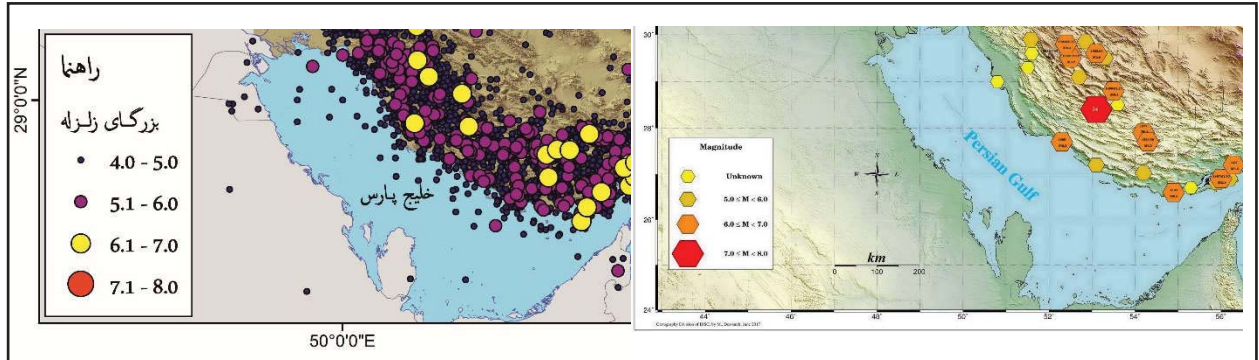 راهنما
بزرگای زلزله
4.0 - 5.0
5.1 - 6.0
6.1 - 7.0
7.1 - 8.0
29°0'0"N
50°0'0"E
خلیج پارس
30°
28°
26°
24°
44°
46°
48°
50°
52°
54°
56°
Persian Gulf
N
S
Magnitude
Unknown
5.0 ≤ M < 6.0
6.0 ≤ M < 7.0
7.0 ≤ M < 8.0
km
0
100
200